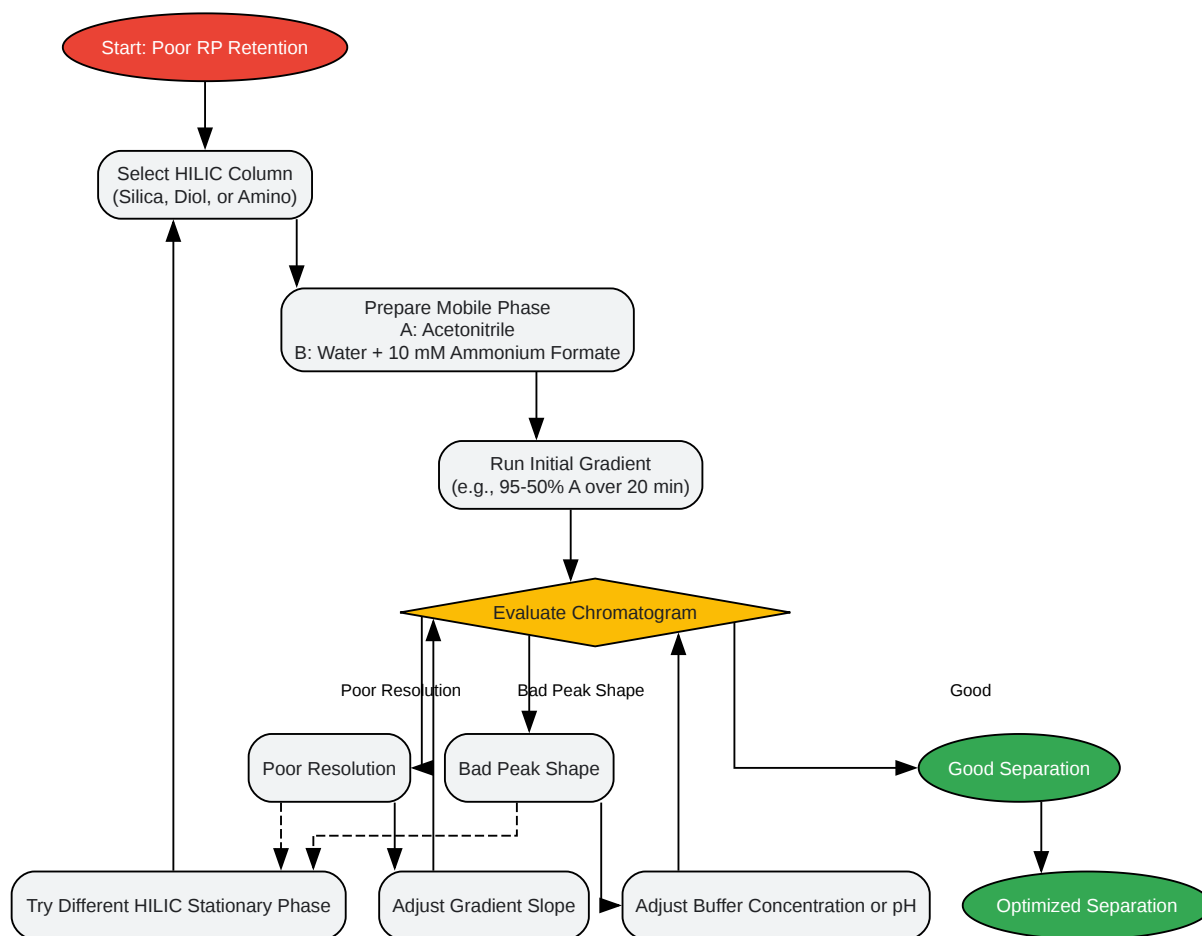 Start: Poor RP Retention
Select HILIC Column
(Silica, Diol, or Amino)
Prepare Mobile Phase
A: Acetonitrile
B: Water + 10 mM Ammonium Formate
Run Initial Gradient
(e.g., 95-50% A over 20 min)
Evaluate Chromatogram
Poor Resolution
Bad Peak Shape
Good
Poor Resolution
Bad Peak Shape
Good Separation
Try Different HILIC Stationary Phase
Adjust Gradient Slope
Adjust Buffer Concentration or pH
Optimized Separation